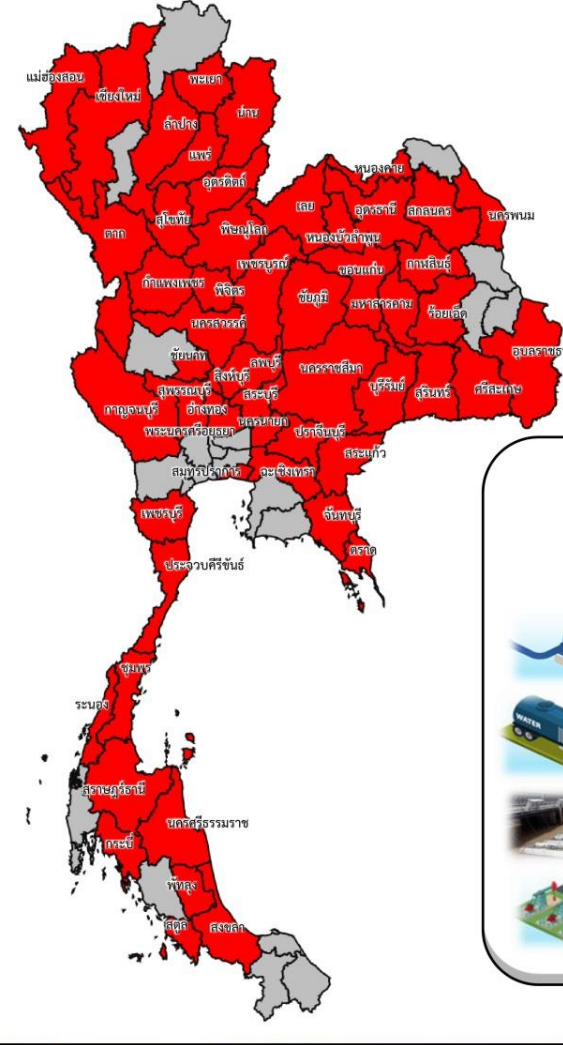 แม่ฮ่องสอน
เชียงใหม่
พะเยา
น่าน
ลำปาง
แพร่
อุตรดิตถ์
หนองคาย
เลย
อุดรธานี
สกลนคร
นครพนม
ตาก
สุโขทัย
พิษณุโลก
หนองบัวลำพูน
เพชรบูรณ์
ขอนแก่น
กาฬสินธุ์
กำแพงเพชร
พิจิตร
ชัยภูมิ
มหาสารคาม
ร้อยเอ็ด
นครสวรรค์
อุบลราชธา
ชัยนาท
ลพบุรี
สิงห์บุรี
นครราชสีมา
บุรีรัมย์
สุรินทร์
ศรีสะเกษ
สุพรรณบุรี
สระบุรี
กาญจนบุรี
อ่างทอง
นครนายก
พระนครศรีอยุธยา
ปราจีนบุรี
สระแก้ว
สมุทรปราการ
ฉะเชิงเทรา
เพชรบุรี
จันทบุรี
ตราด
ประจวบคีรีขันธ์
ชุมพร
ระนอง
สุราษฎร์ธานี
นครศรีธรรมราช
กระบี่
พัทลุง
สตูล
สงขลา
WATER